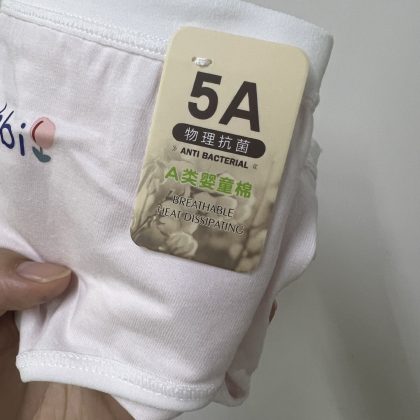 5A
物理抗菌
ANTI BACTERIAL
A类婴童棉
BREATHABLE
HEAT DISSIPATING